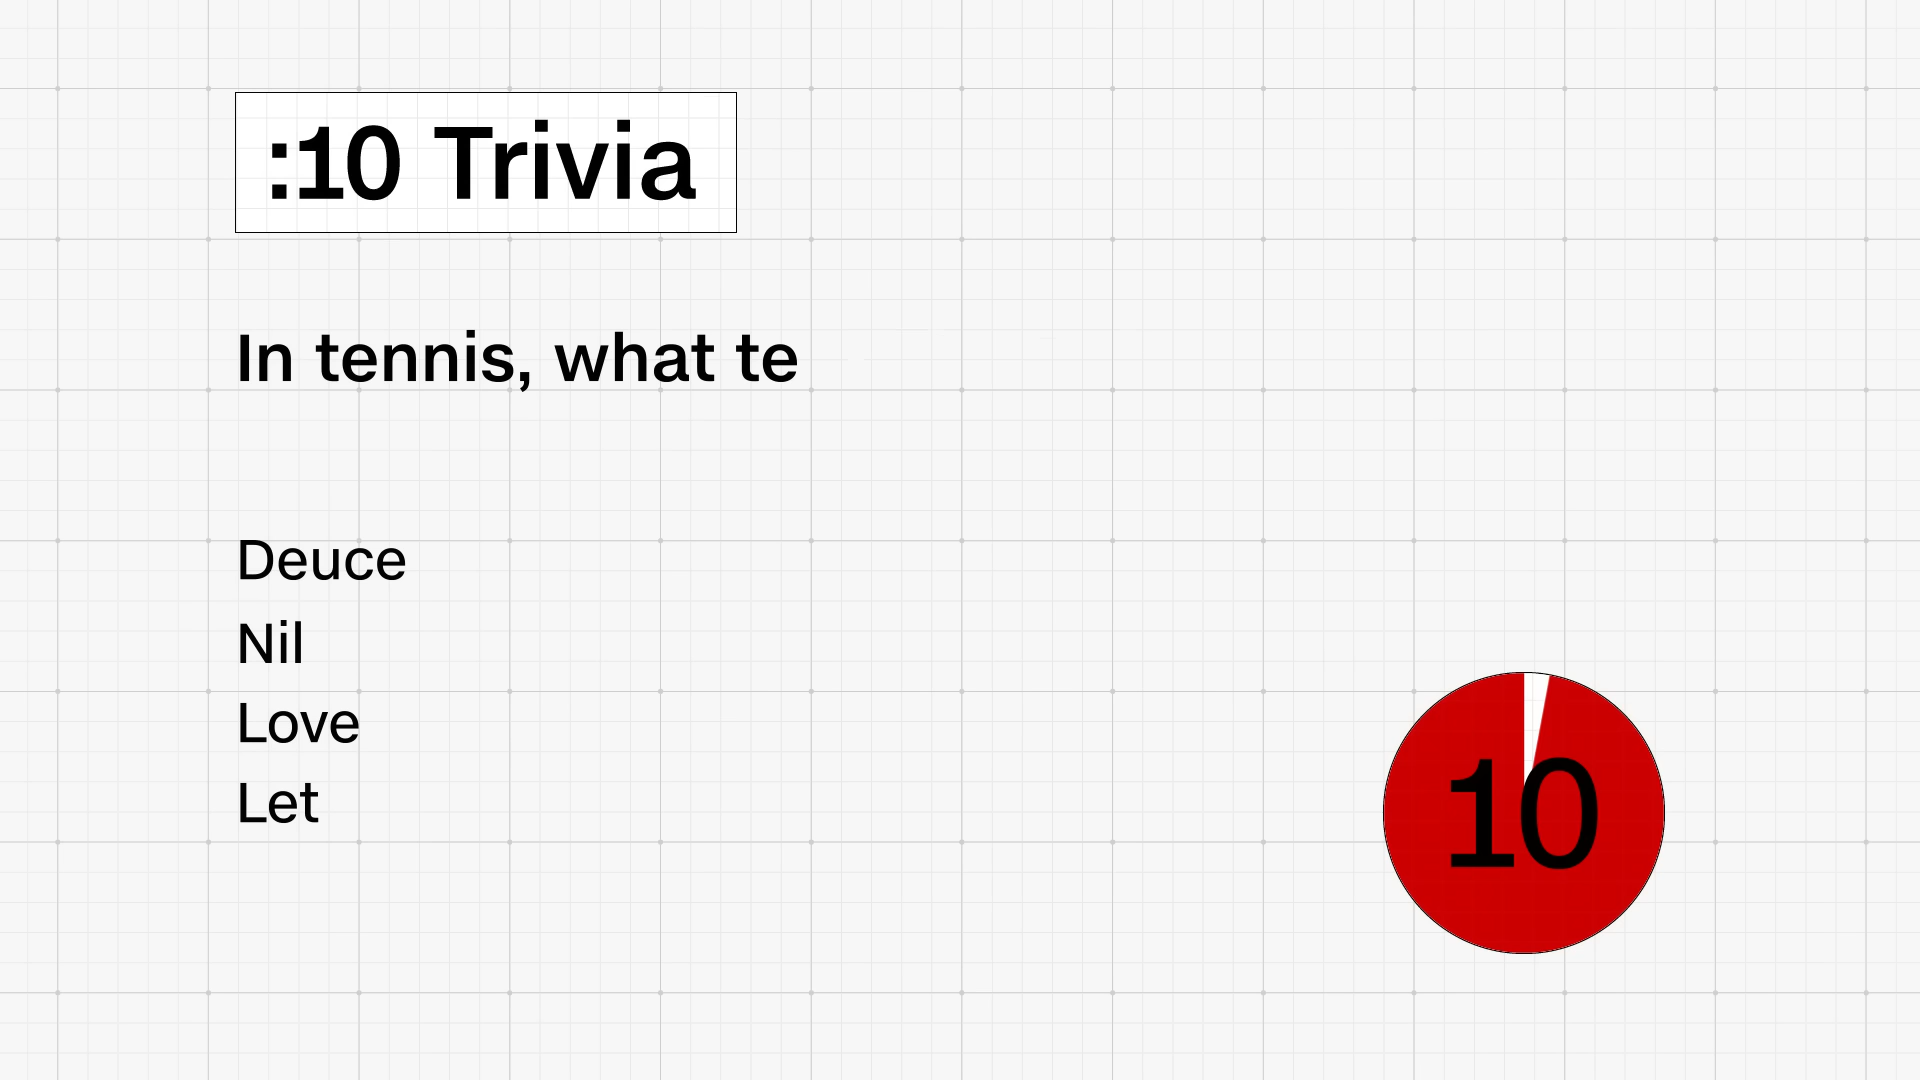 :10 Trivia
In tennis, what te
Deuce
Nil
Love
Let
10